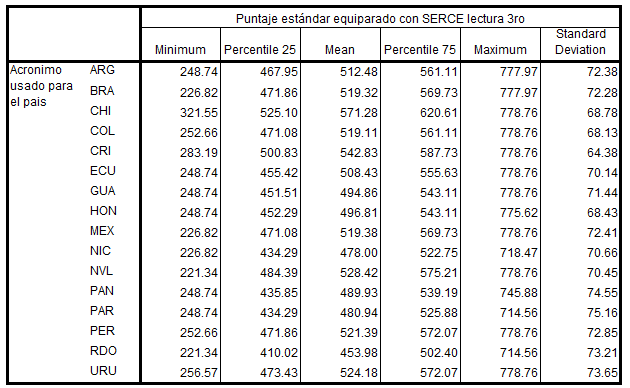 Puntaje estándar equiparado con SERCE lectura 3ro
Minimum Percentile 25 Mean Percentile 75 Maximum Standard Deviation
Acronimo usado para el pais
ARG 248.74 467.95 512.48 561.11 777.97 72.38
BRA 226.82 471.86 519.32 569.73 777.97 72.28
CHI 321.55 525.10 571.28 620.61 778.76 68.78
COL 252.66 471.08 519.11 561.11 778.76 68.13
CRI 283.19 500.83 542.83 587.73 778.76 64.38
ECU 248.74 455.42 508.43 555.63 778.76 70.14
GUA 248.74 451.51 494.86 543.11 778.76 71.44
HON 248.74 452.29 496.81 543.11 775.62 68.43
MEX 226.82 471.08 519.38 569.73 778.76 72.41
NIC 226.82 434.29 478.00 522.75 718.47 70.66
NVL 221.34 484.39 528.42 575.21 778.76 70.45
PAN 248.74 435.85 489.93 539.19 745.88 74.55
PAR 248.74 434.29 480.94 525.88 714.56 75.16
PER 252.66 471.86 521.39 572.07 778.76 72.85
RDO 221.34 410.02 453.98 502.40 714.56 73.21
URU 256.57 473.43 524.18 572.07 778.76 73.65